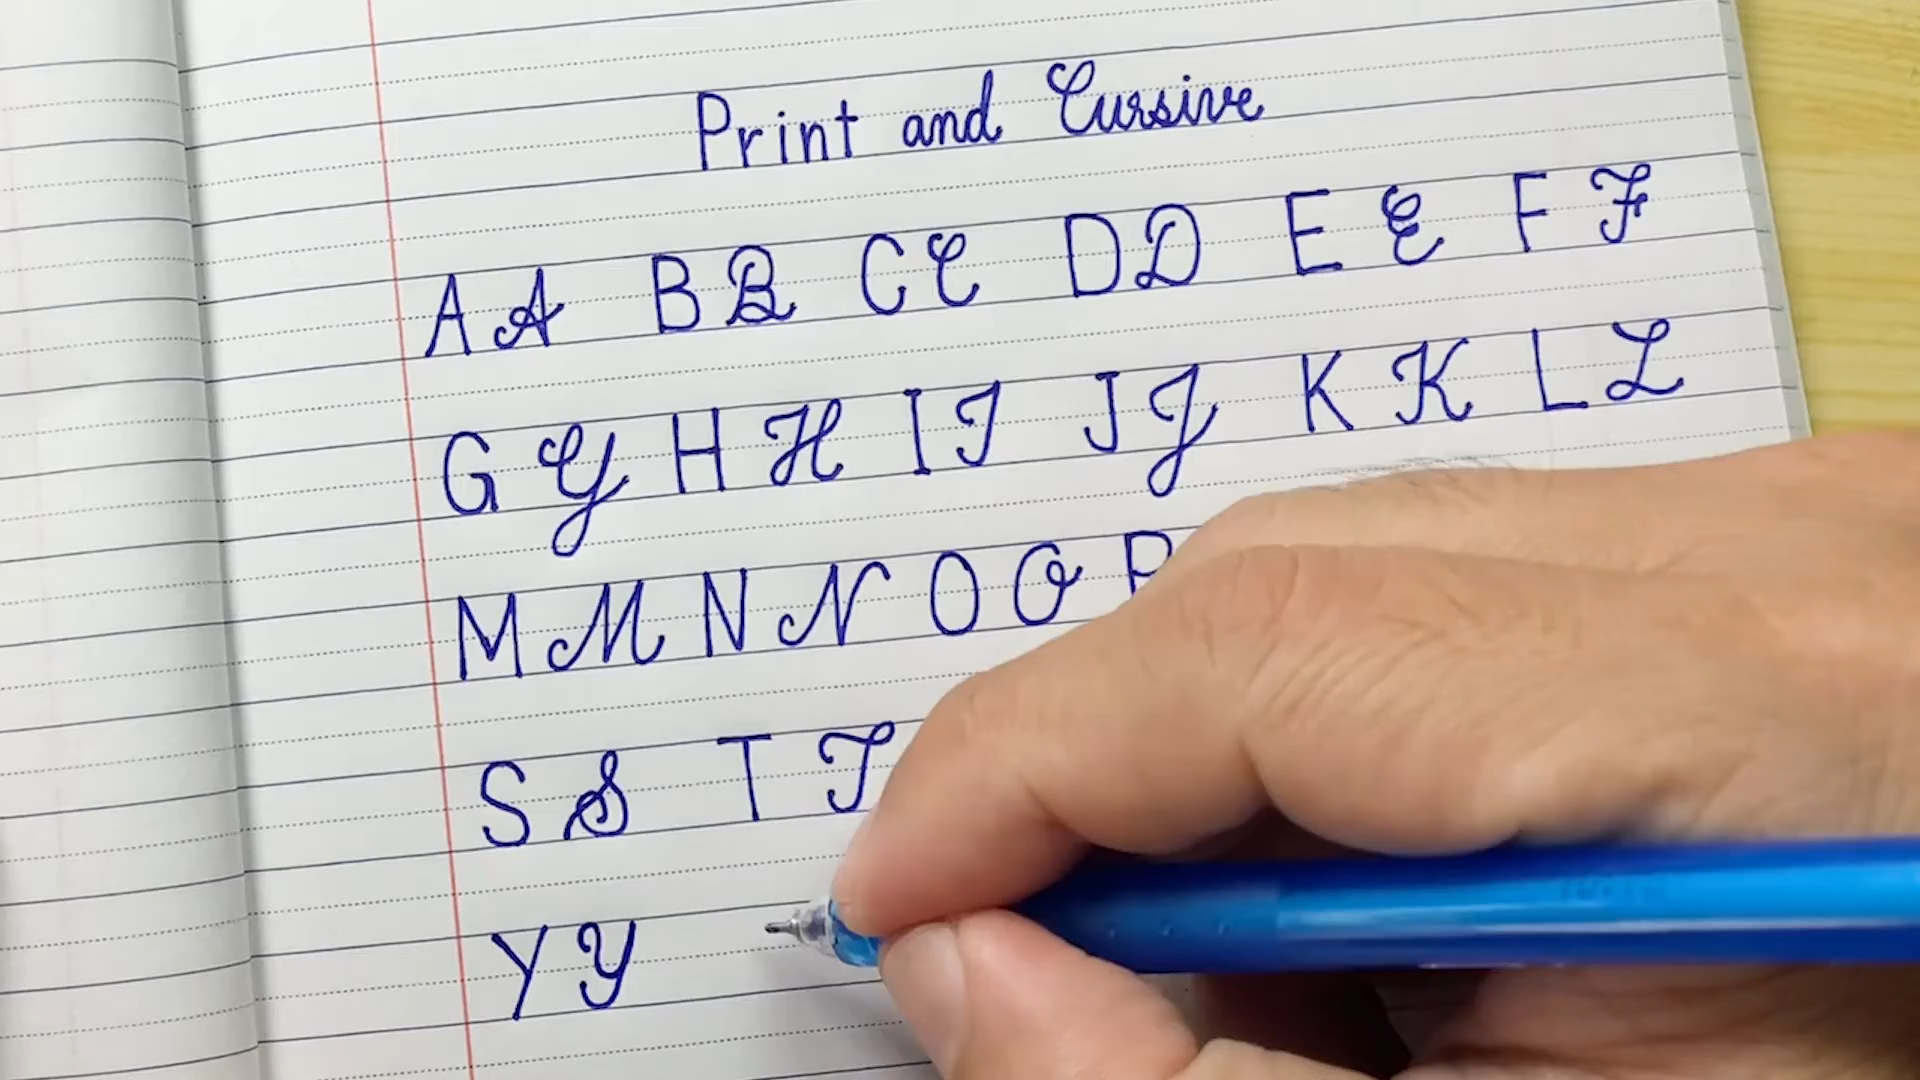 Print and Cursive
A A B B C C D D E E F F
G G H H I I J J K K L L
M M N N O O P
S S T T
Y Y